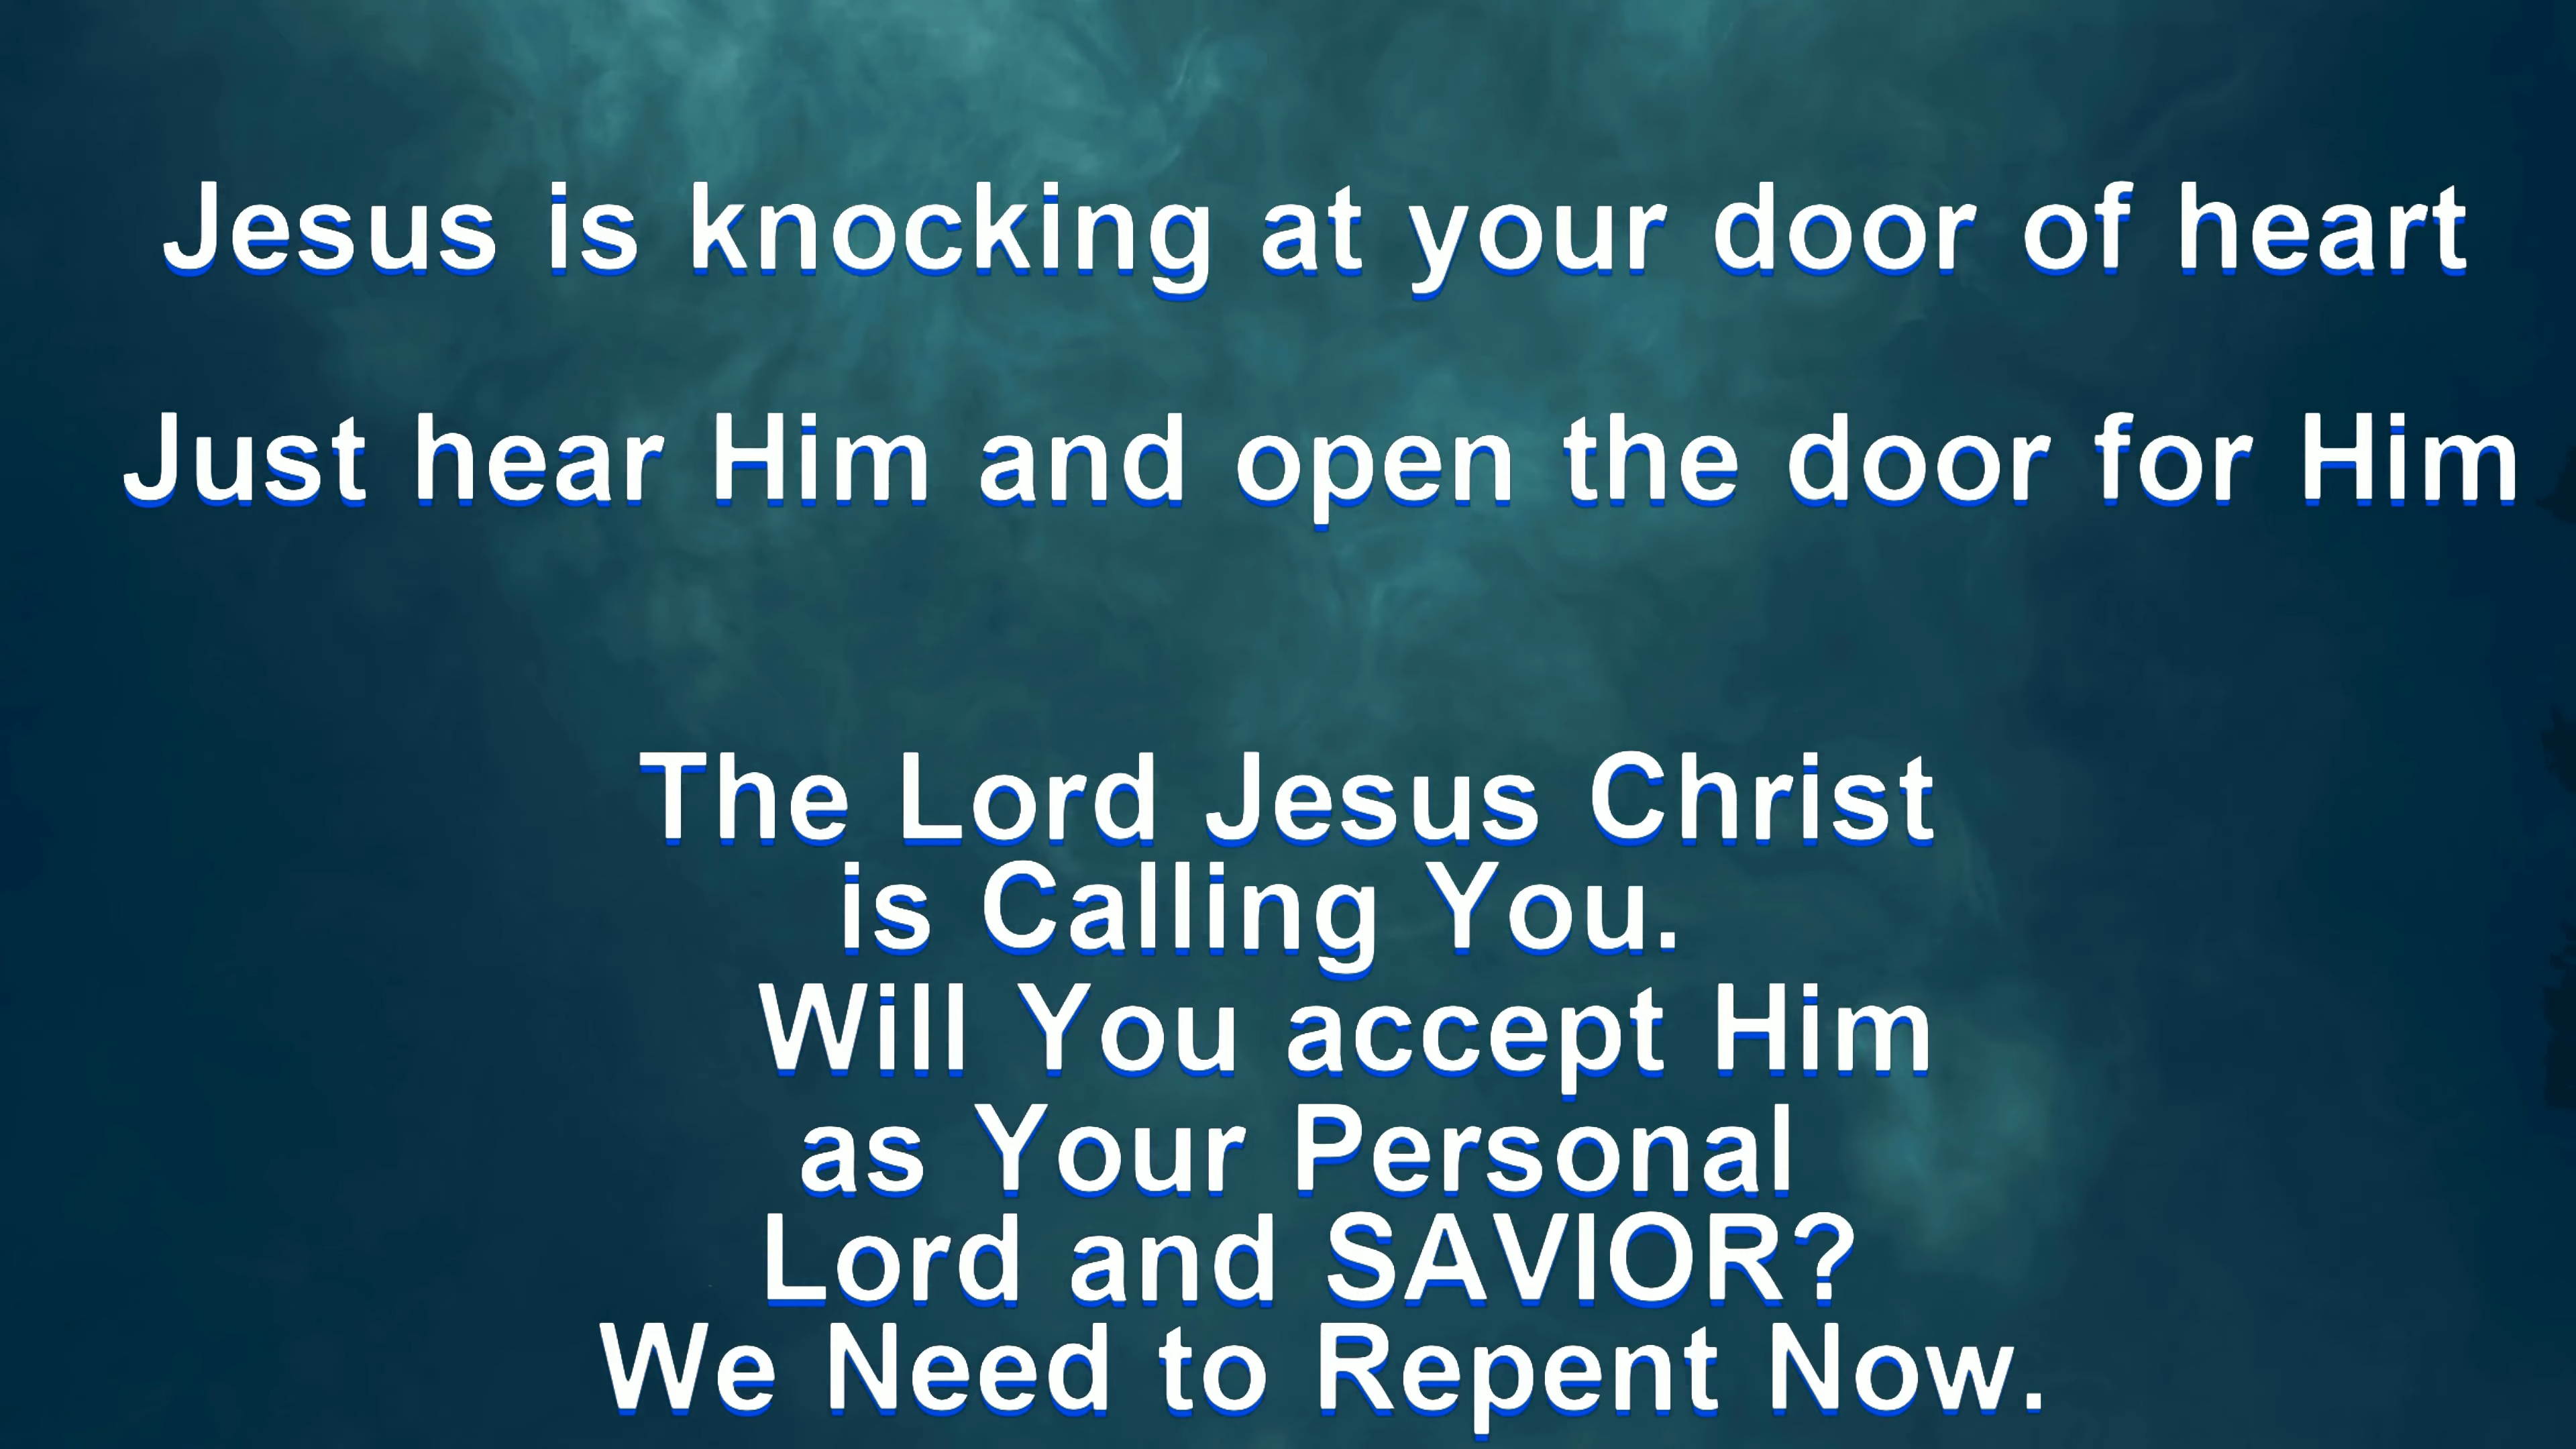 Jesus is knocking at your door of heart
Just hear Him and open the door for Him
The Lord Jesus Christ
is Calling You.
Will You accept Him
as Your Personal
Lord and SAVIOR?
We Need to Repent Now.